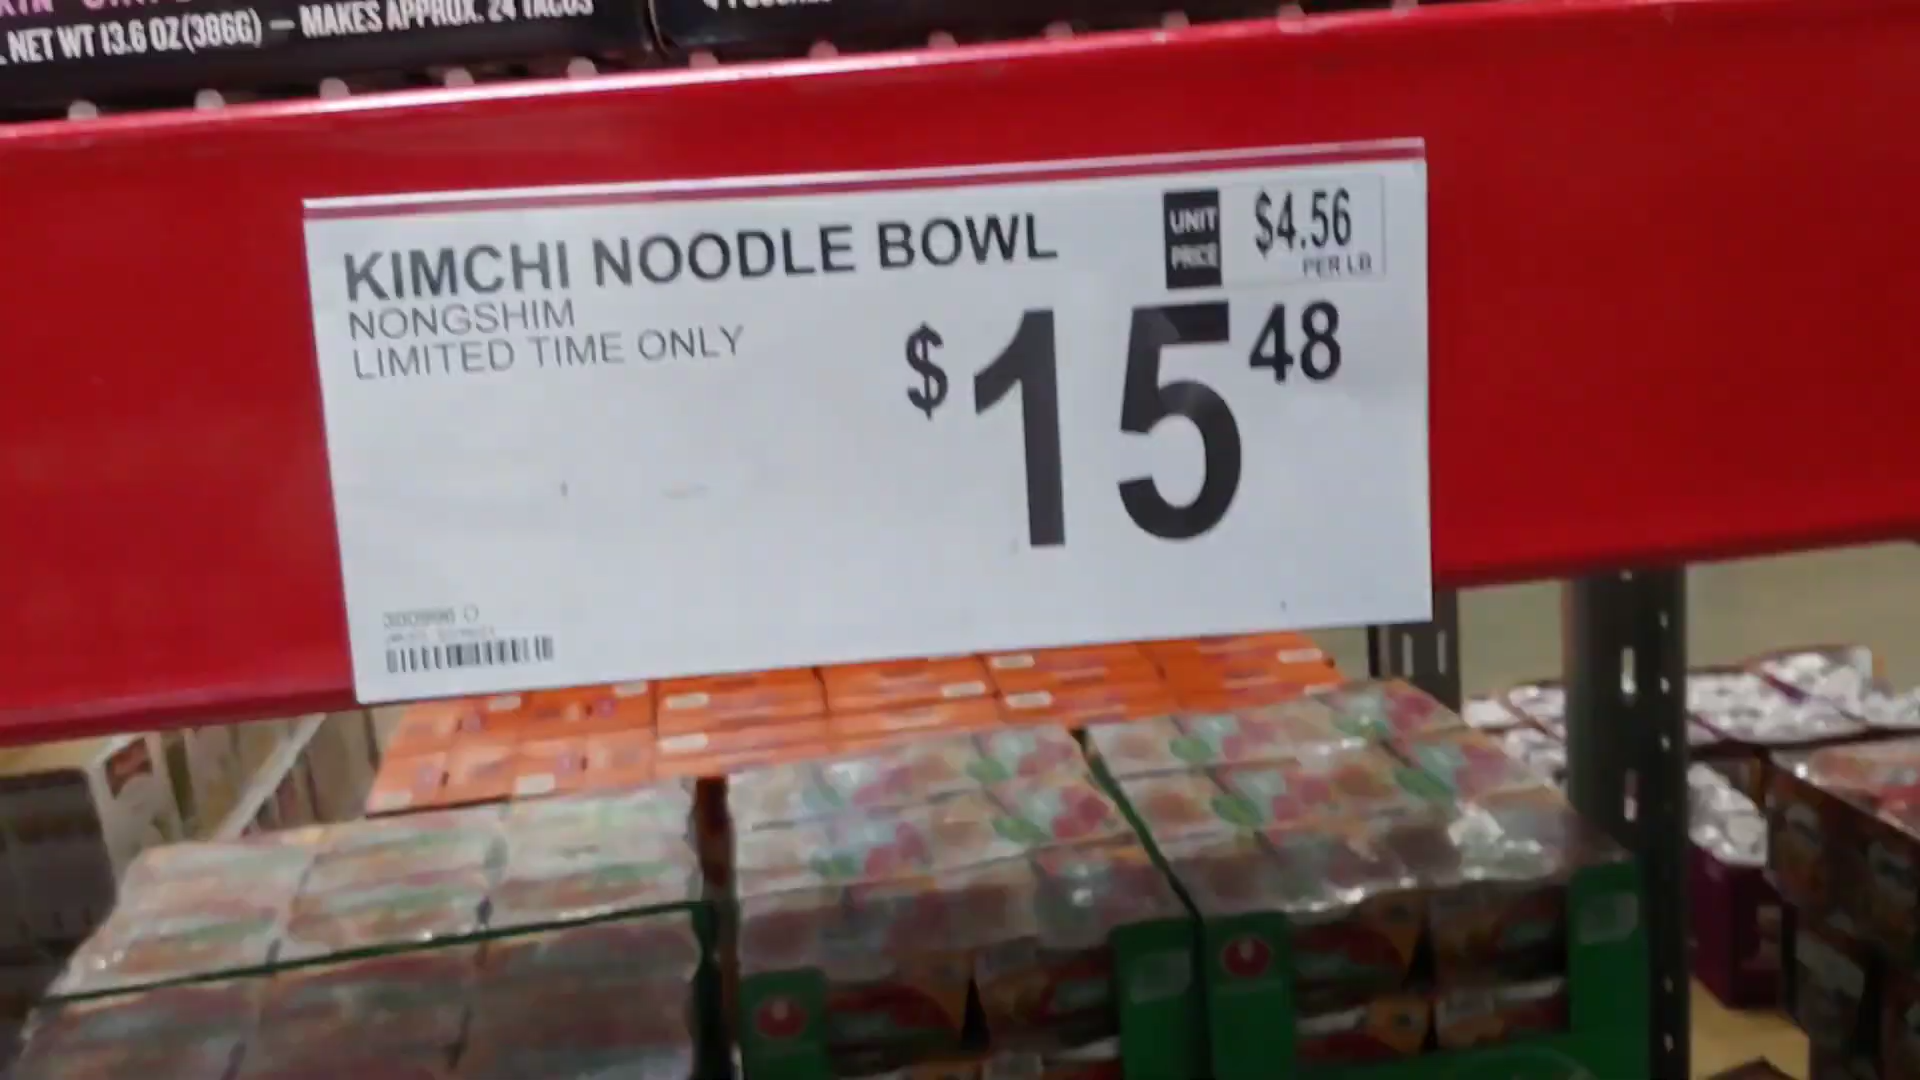 NET WT 13.6 OZ (386G) — MAKES APPROX. 24 TACOS
KIMCHI NOODLE BOWL
NONGSHIM
LIMITED TIME ONLY
UNIT PRICE
$4.56
PER LB
$15 48